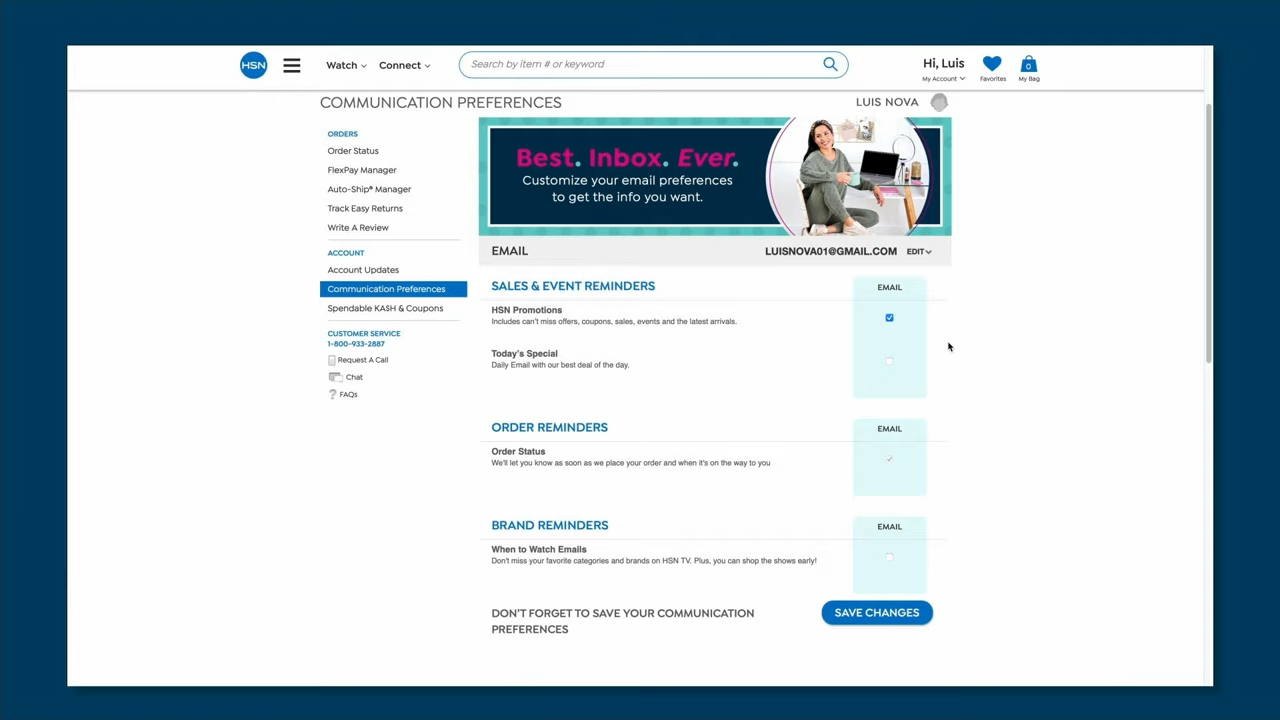 HSN
Watch
Connect
Search by item # or keyword
Hi, Luis
My Account
Favorites
0
My Bag
COMMUNICATION PREFERENCES
LUIS NOVA
ORDERS
Order Status
FlexPay Manager
Auto-Ship® Manager
Track Easy Returns
Write A Review
ACCOUNT
Account Updates
Communication Preferences
Spendable KASH & Coupons
CUSTOMER SERVICE
1-800-933-2887
Request A Call
Chat
FAQs
Best. Inbox. Ever.
Customize your email preferences
to get the info you want.
EMAIL
LUISNOVA01@GMAIL.COM EDIT
SALES & EVENT REMINDERS
EMAIL
HSN Promotions
Includes can't miss offers, coupons, sales, events and the latest arrivals.
Today's Special
Daily Email with our best deal of the day.
ORDER REMINDERS
EMAIL
Order Status
We'll let you know as soon as we place your order and when it's on the way to you
BRAND REMINDERS
EMAIL
When to Watch Emails
Don't miss your favorite categories and brands on HSN TV. Plus, you can shop the shows early!
DON'T FORGET TO SAVE YOUR COMMUNICATION
PREFERENCES
SAVE CHANGES